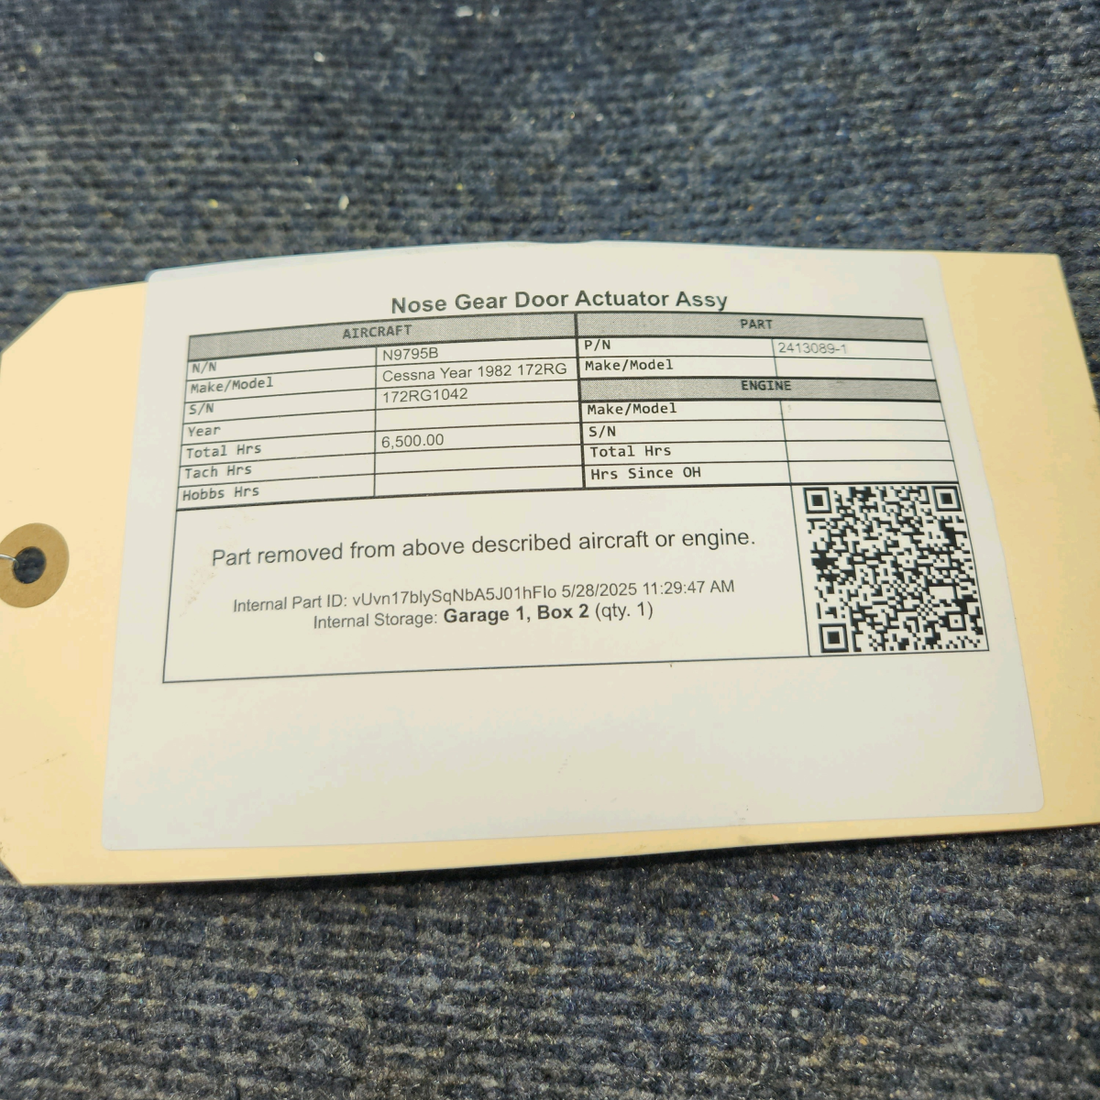 Nose Gear Door Actuator Assy
AIRCRAFT
N/N N9795B
Make/Model Cessna Year 1982 172RG
S/N 172RG1042
Year
Total Hrs 6,500.00
Tach Hrs
Hobbs Hrs
PART
P/N 2413089-1
Make/Model
ENGINE
Make/Model
S/N
Total Hrs
Hrs Since OH
Part removed from above described aircraft or engine.
Internal Part ID: vUvn17blySqNbA5J01hFIo 5/28/2025 11:29:47 AM
Internal Storage: Garage 1, Box 2 (qty. 1)